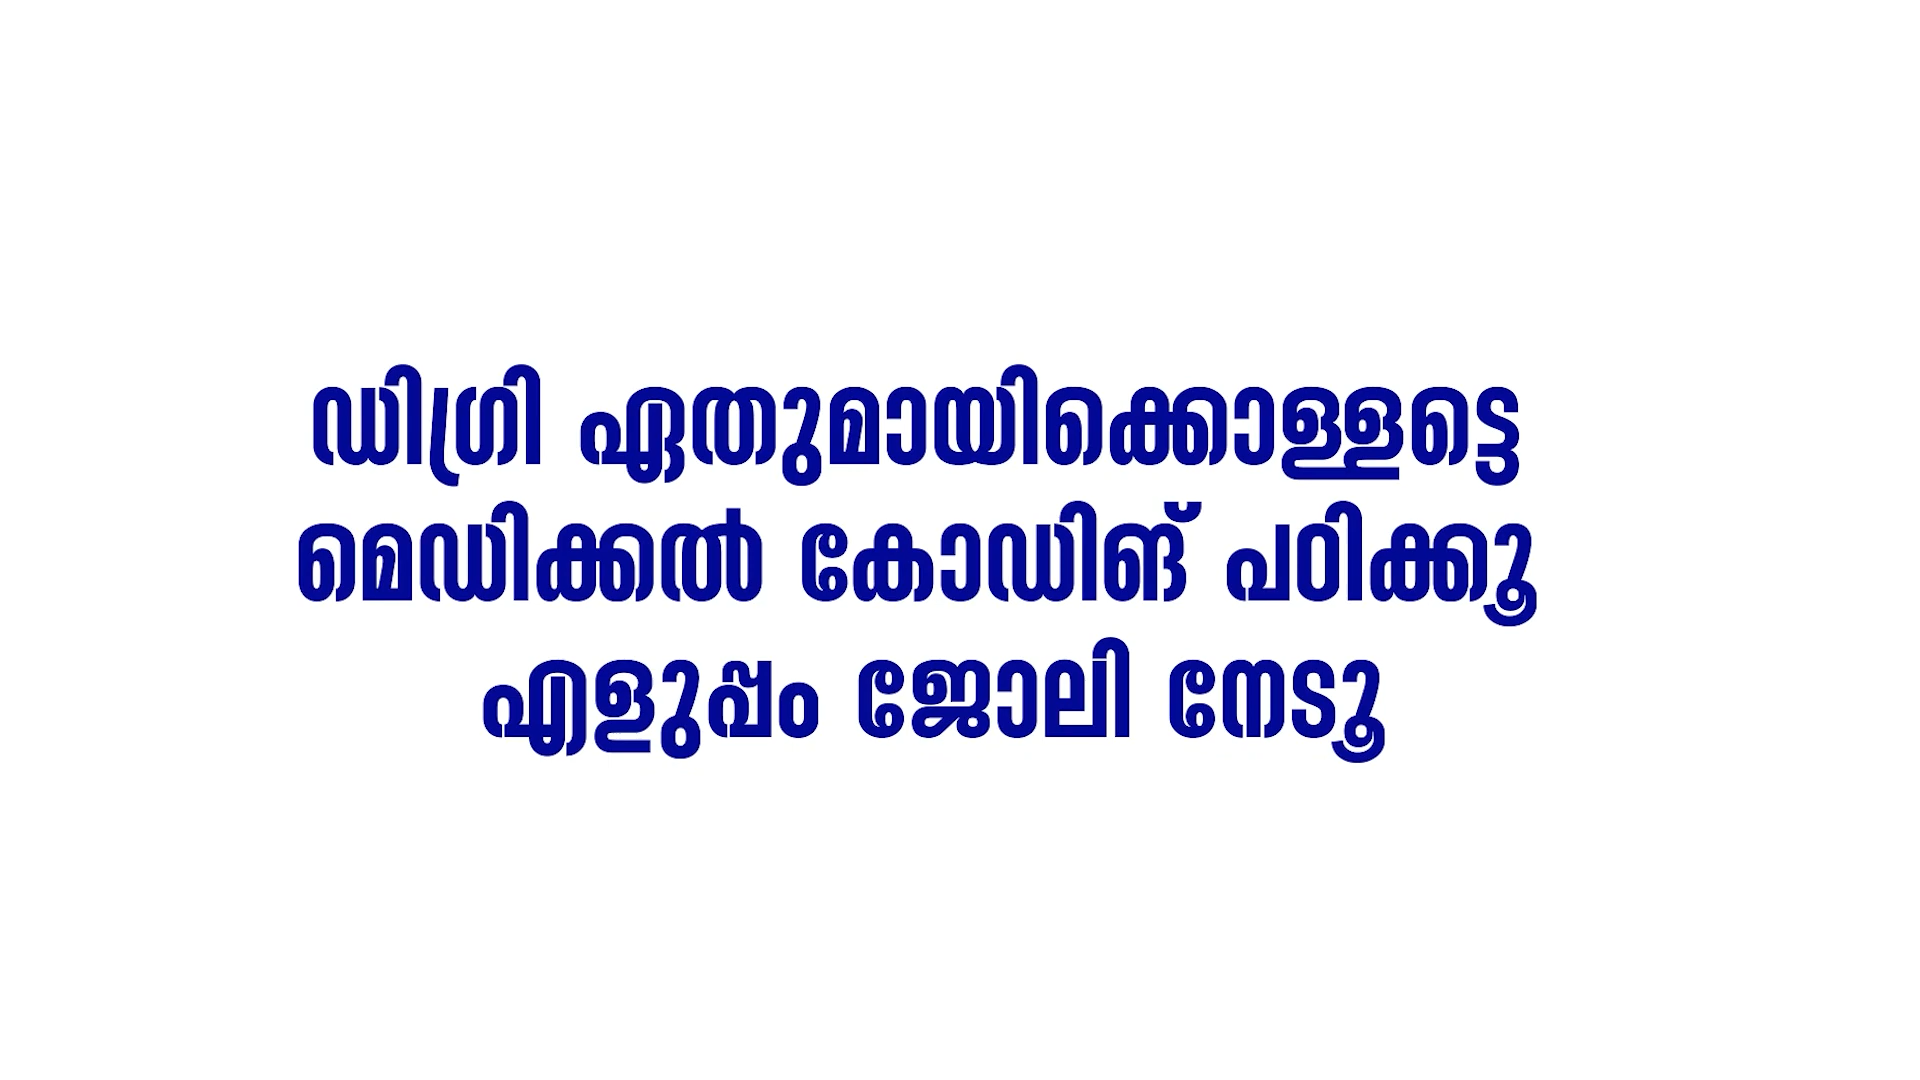 ഡിഗ്രി ഏതുമായിക്കൊള്ളട്ടെ
മെഡിക്കൽ കോഡിങ് പഠിക്കൂ
എളുപ്പം ജോലി നേടൂ